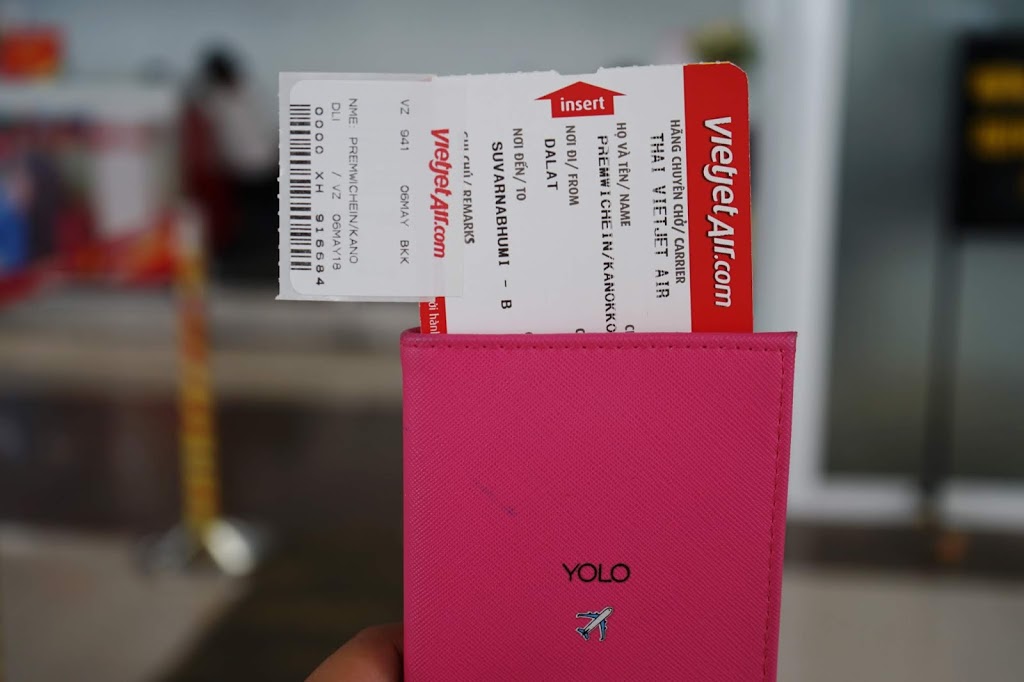 VietjetAir.com
HÃNG CHUYÊN CHỞ/ CARRIER
THAI VIETJET AIR
HỌ VÀ TÊN/ NAME
PREMWICHEIN/KANOKKO
insert
NƠI ĐI/ FROM
DALAT
NƠI ĐẾN/ TO
SUVARNABHUMI - B
GHI CHÚ / REMARKS
VietjetAir.com
VZ 941 06MAY BKK
NME: PREMWICHEIN/KANO
DLI / VZ 06MAY18
0000 XH 916684
YOLO